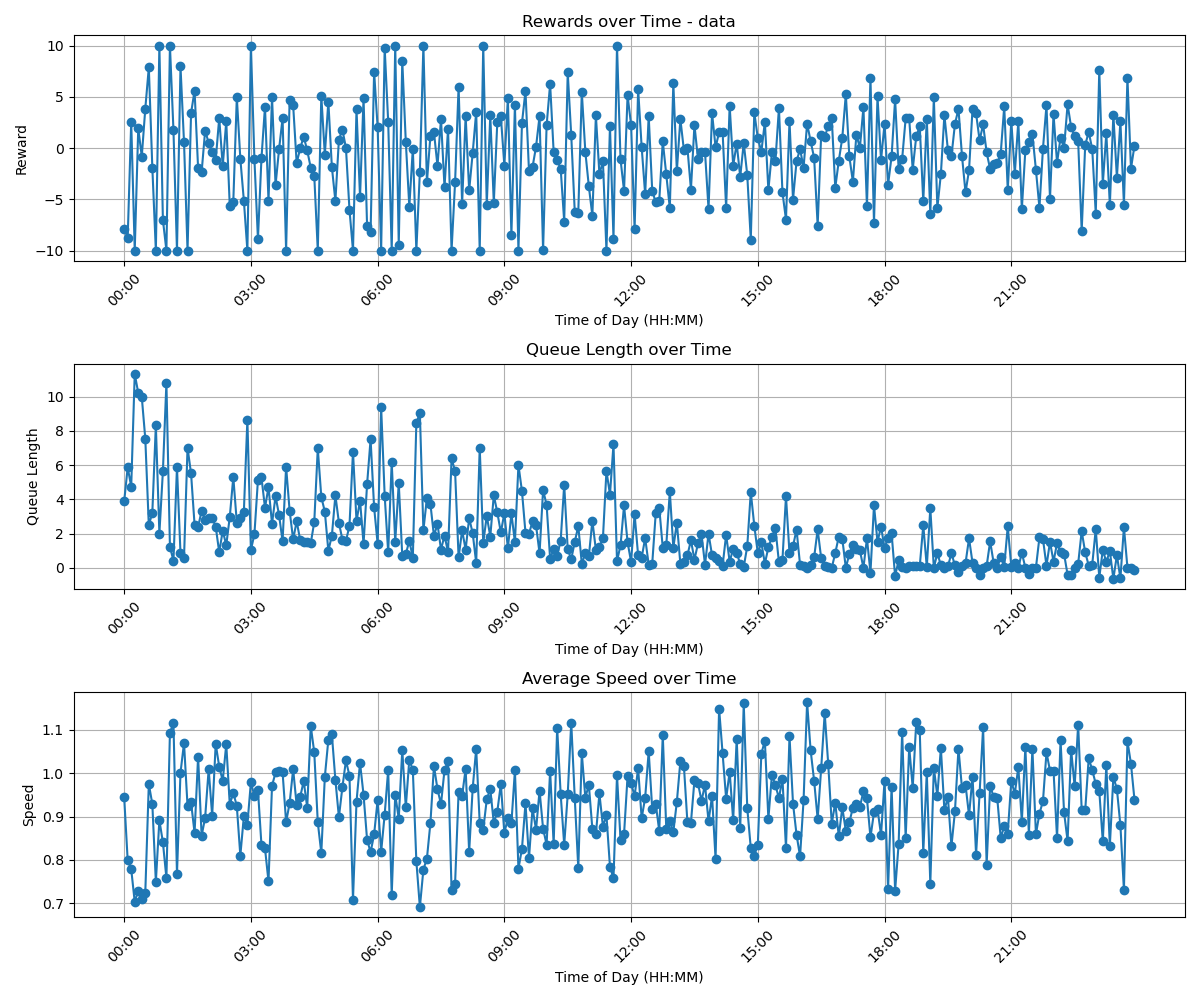 Rewards over Time - data
10
5
0
−5
−10
Reward
00:00 03:00 06:00 09:00 12:00 15:00 18:00 21:00
Time of Day (HH:MM)
Queue Length over Time
10
8
6
4
2
0
Queue Length
00:00 03:00 06:00 09:00 12:00 15:00 18:00 21:00
Time of Day (HH:MM)
Average Speed over Time
1.1
1.0
0.9
0.8
0.7
Speed
00:00 03:00 06:00 09:00 12:00 15:00 18:00 21:00
Time of Day (HH:MM)